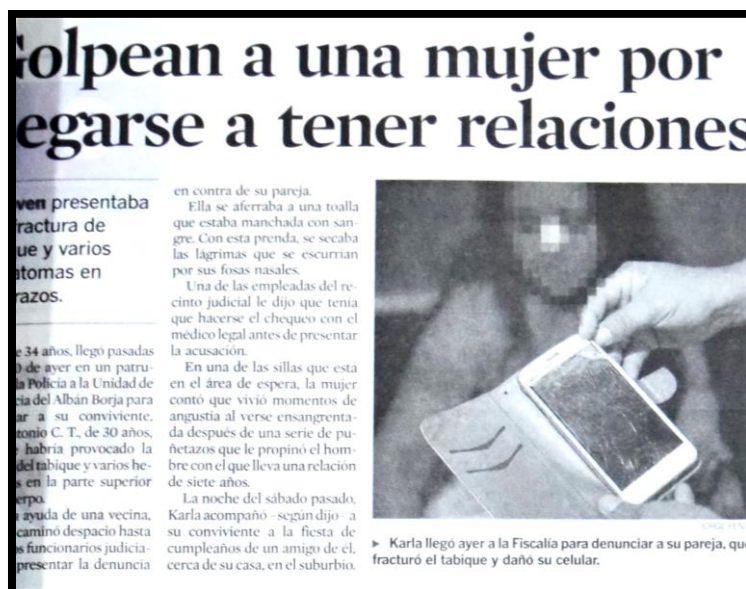 Golpean a una mujer por
egarse a tener relaciones
ven presentaba
fractura de
que y varios
atomas en
razos.
e 34 años, llegó pasadas
0 de ayer en un patru-
la Policía a la Unidad de
cia del Albán Borja para
ar a su conviviente,
tonio C. T., de 30 años,
habría provocado la
del tabique y varios he-
s en la parte superior
erpo.
ayuda de una vecina,
caminó despacio hasta
s funcionarios judicia-
presentar la denuncia
en contra de su pareja.
Ella se aferraba a una toalla
que estaba manchada con san-
gre. Con esta prenda, se secaba
las lágrimas que se escurrían
por sus fosas nasales.
Una de las empleadas del re-
cinto judicial le dijo que tenía
que hacerse el chequeo con el
médico legal antes de presentar
la acusación.
En una de las sillas que está
en el área de espera, la mujer
contó que vivió momentos de
angustia al verse ensangrenta-
da después de una serie de pu-
ñetazos que le propinó el hom-
bre con el que lleva una relación
de siete años.
La noche del sábado pasado,
Karla acompañó –según dijo– a
su conviviente a la fiesta de
cumpleaños de un amigo de él,
cerca de su casa, en el suburbio.
► Karla llegó ayer a la Fiscalía para denunciar a su pareja, que
fracturó el tabique y dañó su celular.